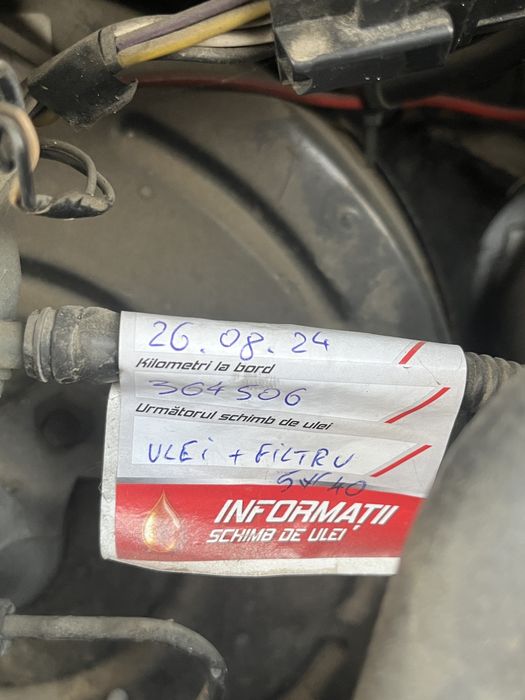 26.08.24
Kilometri la bord
364506
Următorul schimb de ulei
ULEi + FiLTRU
5W40
INFORMAȚII
SCHIMB DE ULEI